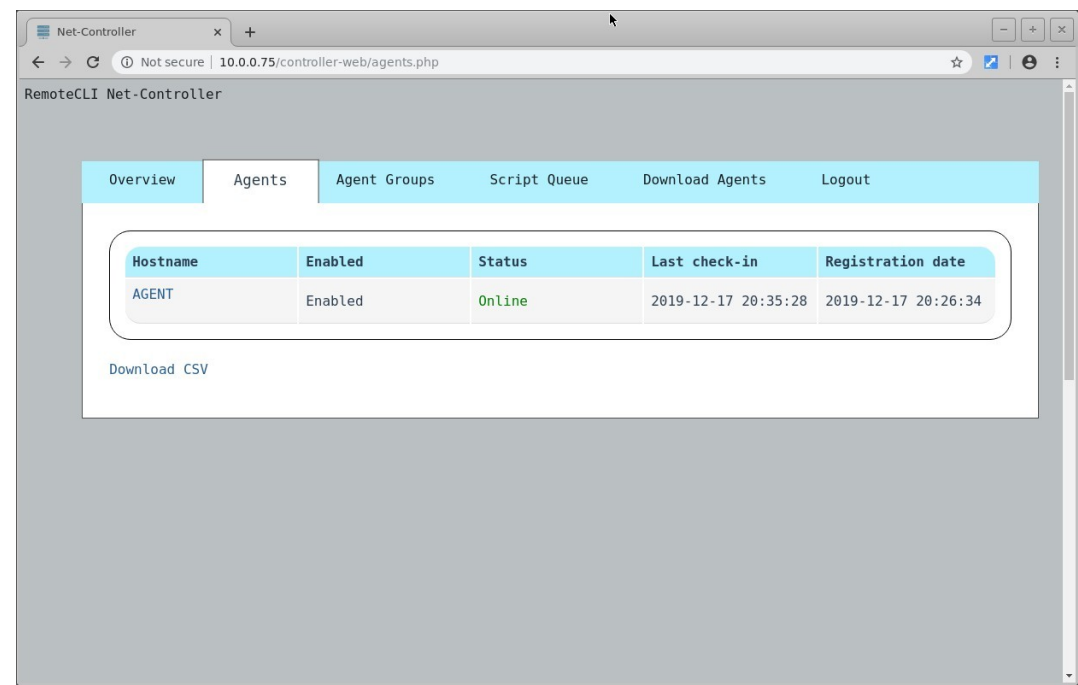 Net-Controller
Not secure | 10.0.0.75/controller-web/agents.php
RemoteCLI Net-Controller
Overview Agents Agent Groups Script Queue Download Agents Logout
Hostname Enabled Status Last check-in Registration date
AGENT Enabled Online 2019-12-17 20:35:28 2019-12-17 20:26:34
Download CSV